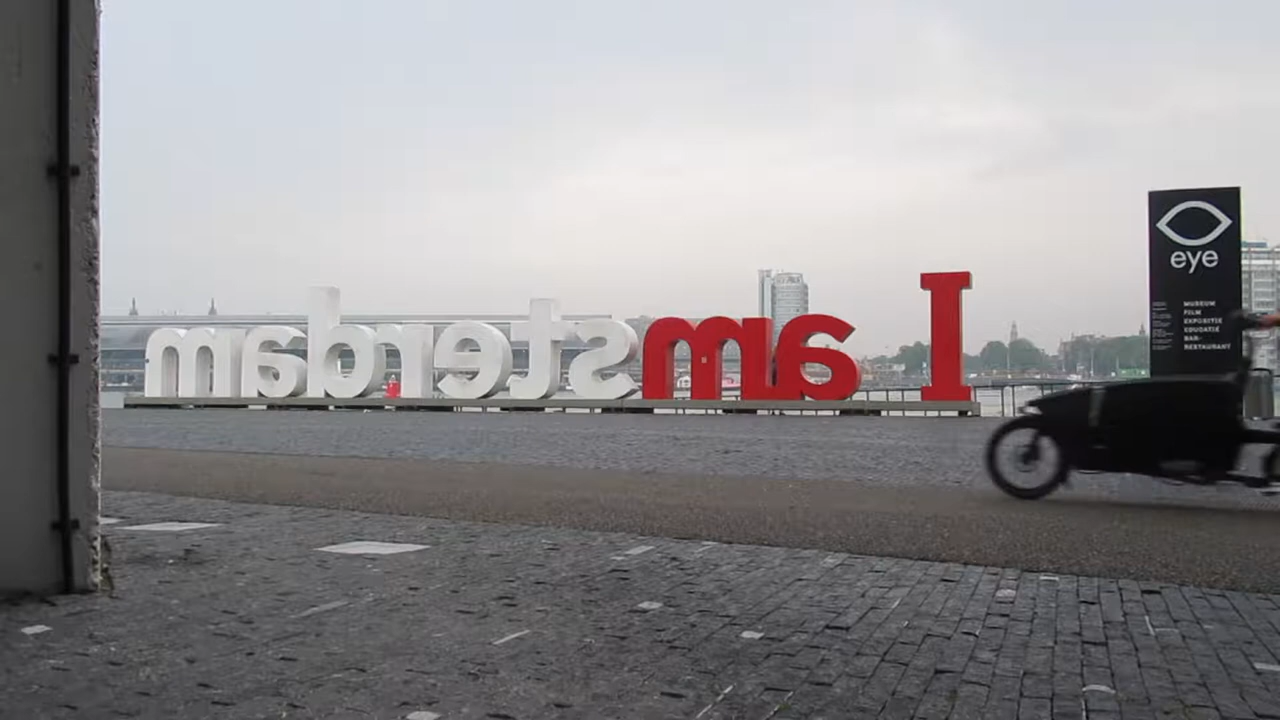 I amsterdam
eye
MUSEUM
FILM
EXPOSITIE
EDUCATIE
BAR-
RESTAURANT